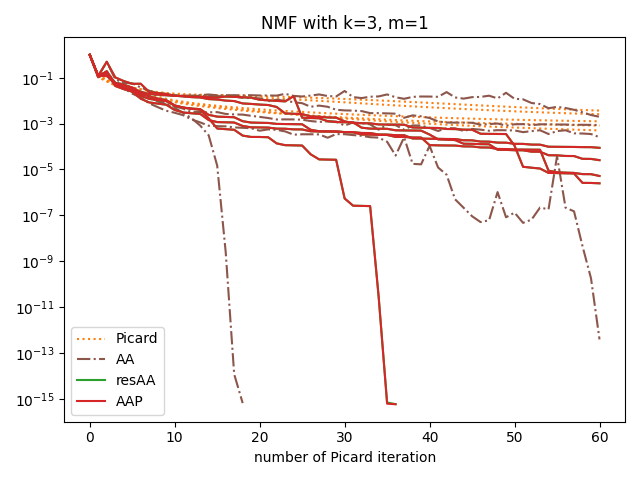 NMF with k=3, m=1
10^{-1}
10^{-3}
10^{-5}
10^{-7}
10^{-9}
10^{-11}
10^{-13}
10^{-15}
Picard
AA
resAA
AAP
0 10 20 30 40 50 60
number of Picard iteration